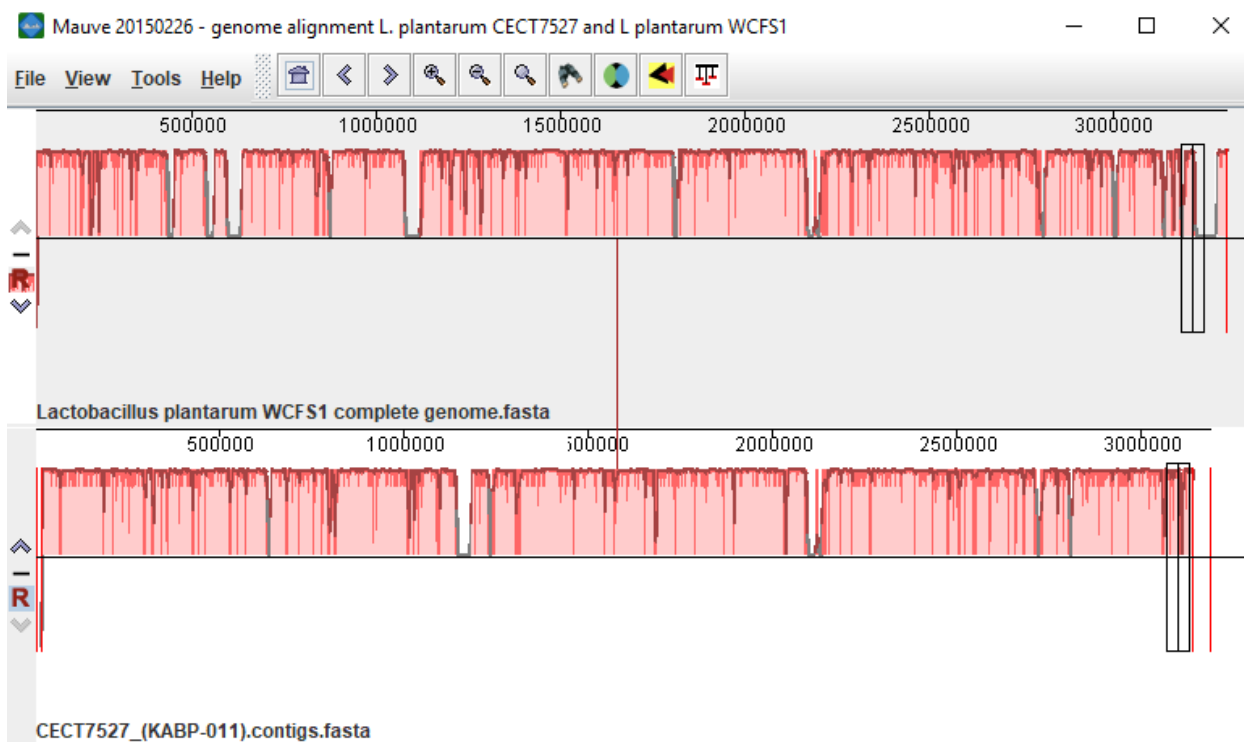 Mauve 20150226 - genome alignment L. plantarum CECT7527 and L plantarum WCFS1
File View Tools Help
500000 1000000 1500000 2000000 2500000 3000000
R
Lactobacillus plantarum WCFS1 complete genome.fasta
500000 1000000 500000 2000000 2500000 3000000
R
CECT7527_(KABP-011).contigs.fasta